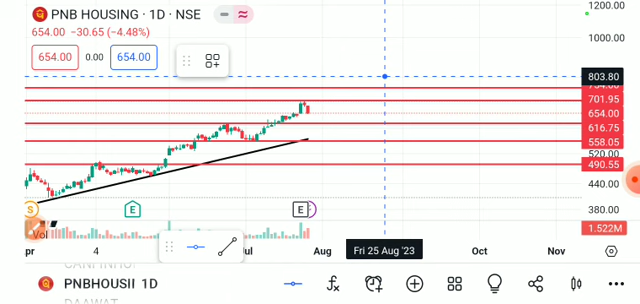 PNB HOUSING · 1D · NSE
654.00 −30.65 (−4.48%)
654.00 0.00 654.00
1200.00
1000.00
803.80
701.95
654.00
616.75
558.05
520.00
490.55
440.00
380.00
1.522M
S E E
Vol
4 Aug Fri 25 Aug '23 Oct Nov
PNBHOUSI 1D
DAAWAT